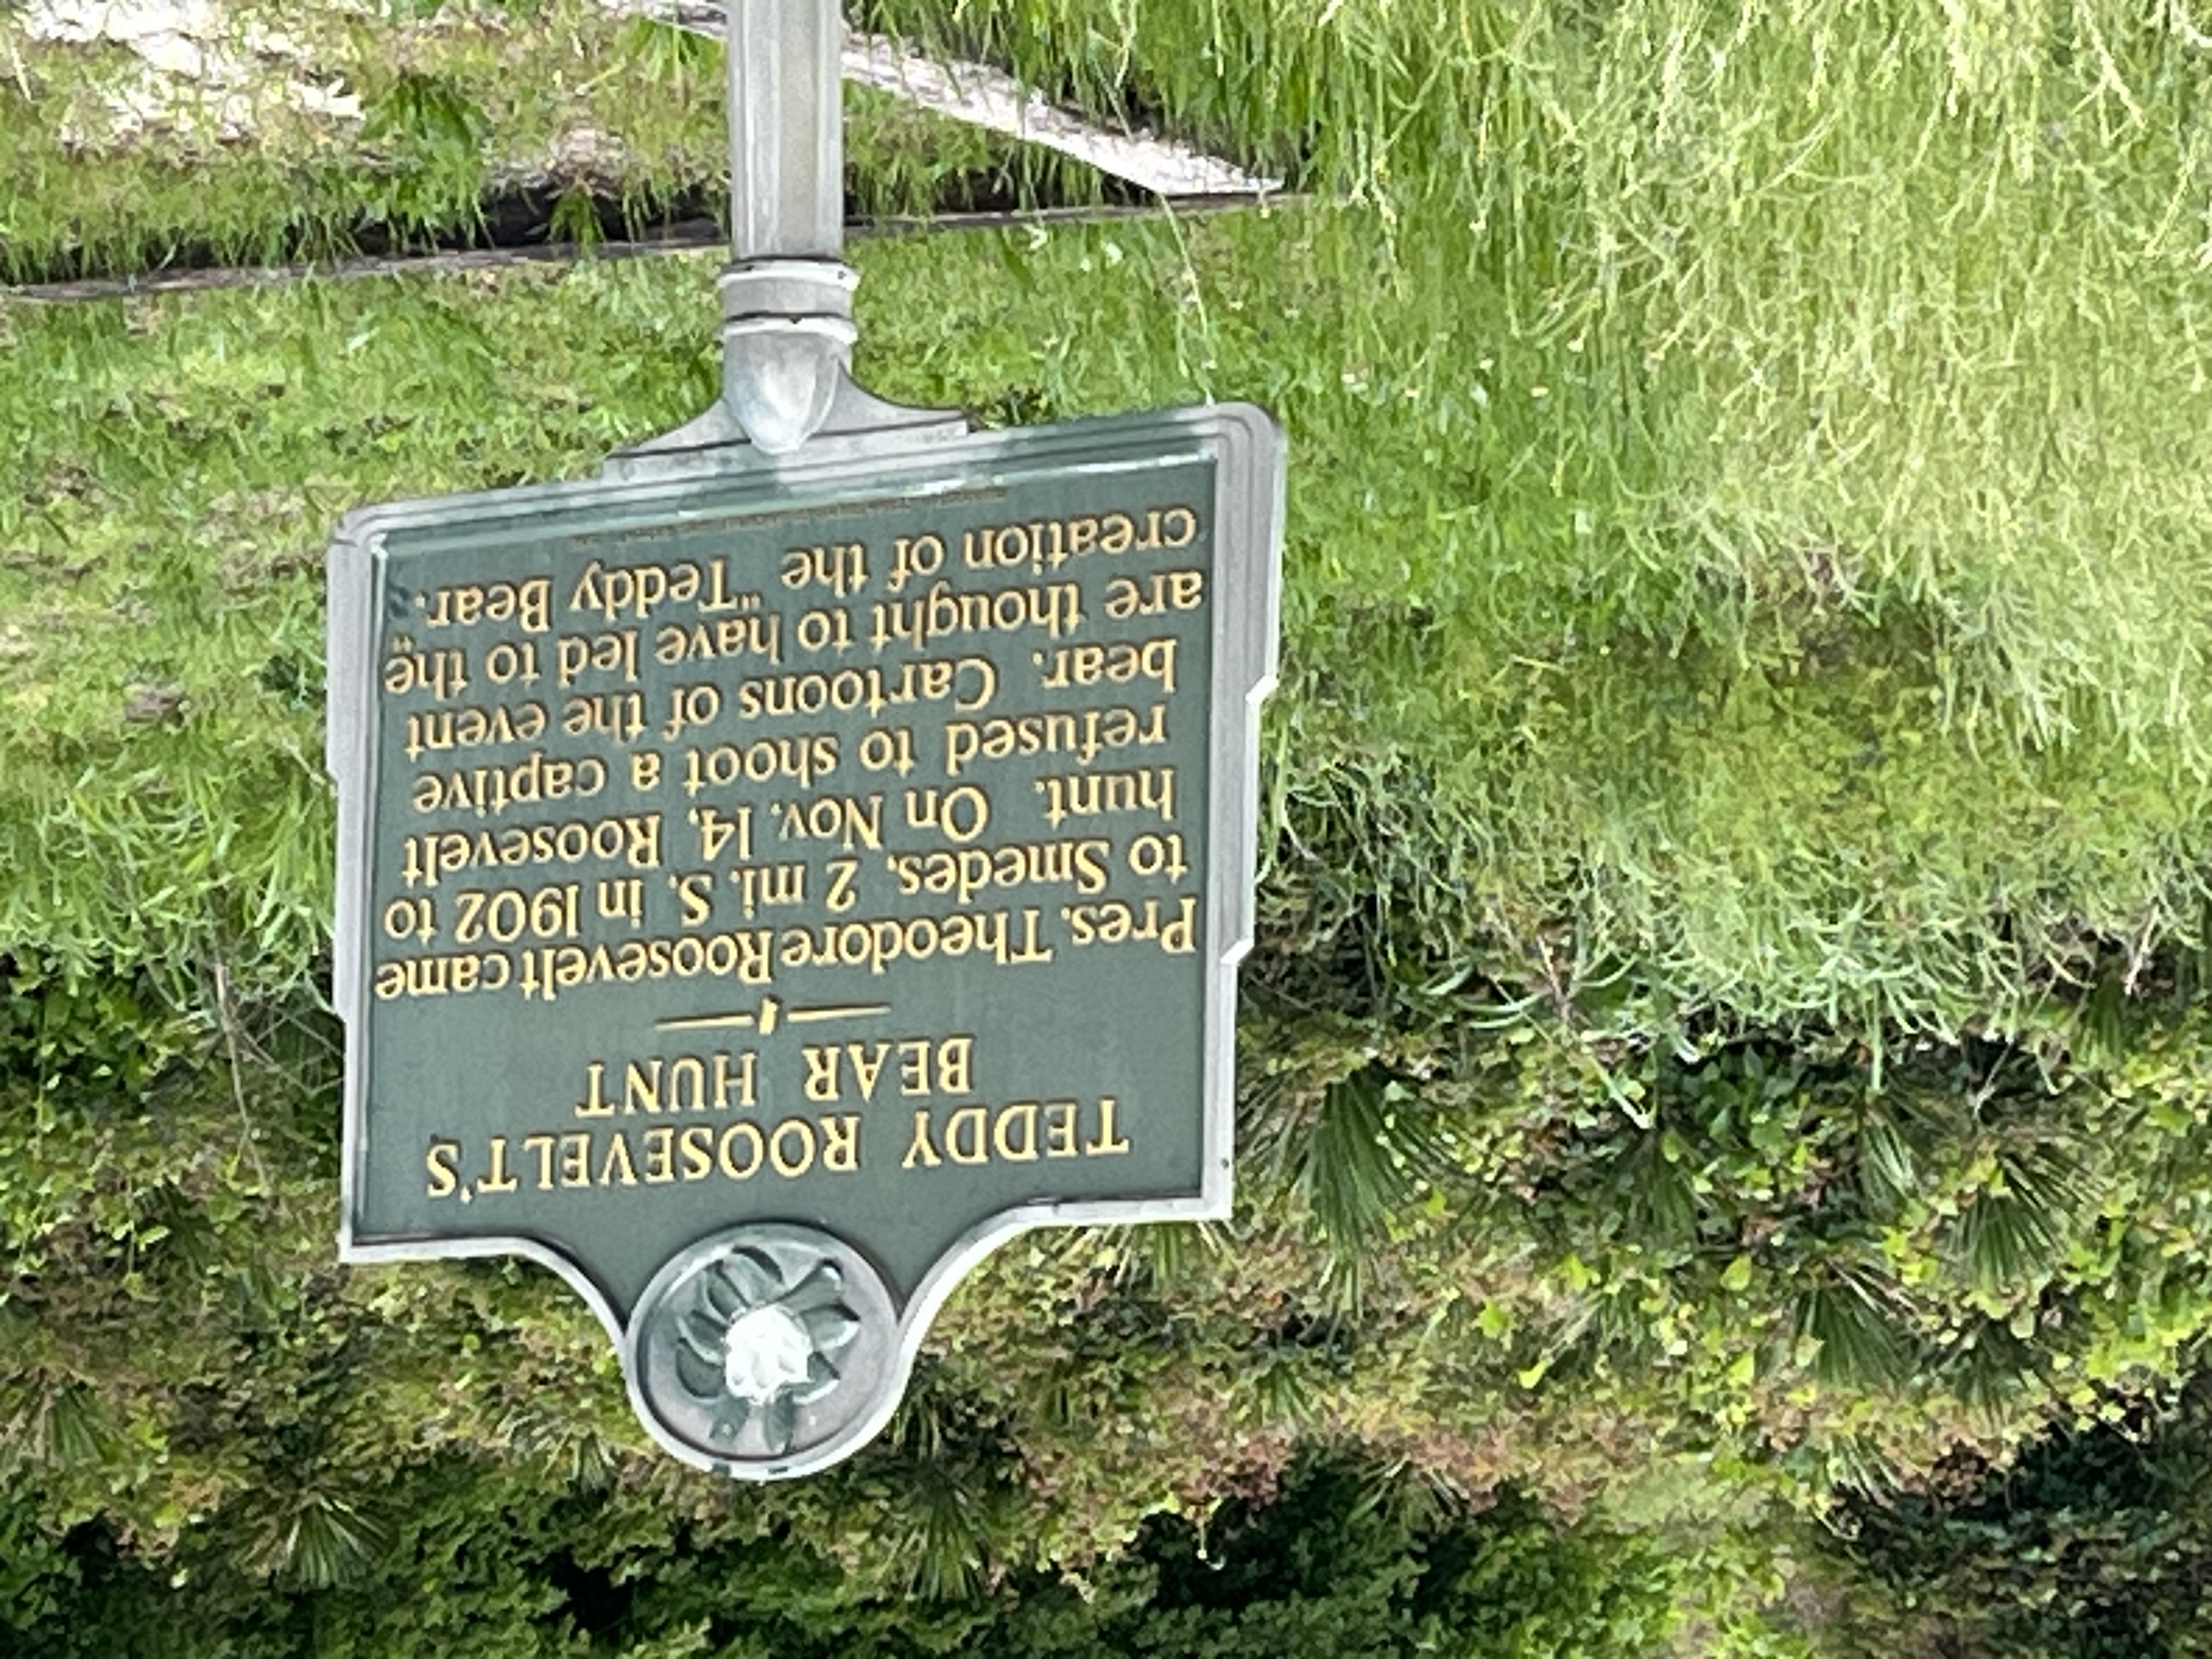 TEDDY ROOSEVELT'S
BEAR HUNT
Pres. Theodore Roosevelt came
to Smedes, 2 mi. S. in 1902 to
hunt. On Nov. 14, Roosevelt
refused to shoot a captive
bear. Cartoons of the event
are thought to have led to the
creation of the "Teddy Bear."